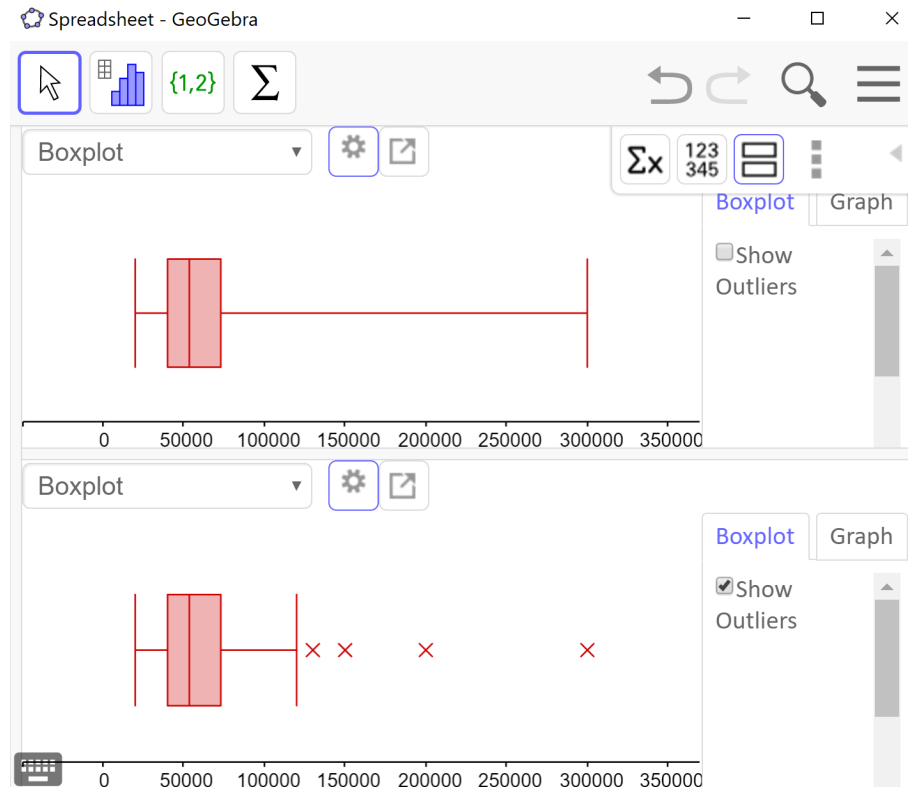 Spreadsheet - GeoGebra
{1,2} Σ
Boxplot
Σx 123 345
Boxplot Graph
Show
Outliers
0 50000 100000 150000 200000 250000 300000 350000
Boxplot
Boxplot Graph
Show
Outliers
0 50000 100000 150000 200000 250000 300000 350000